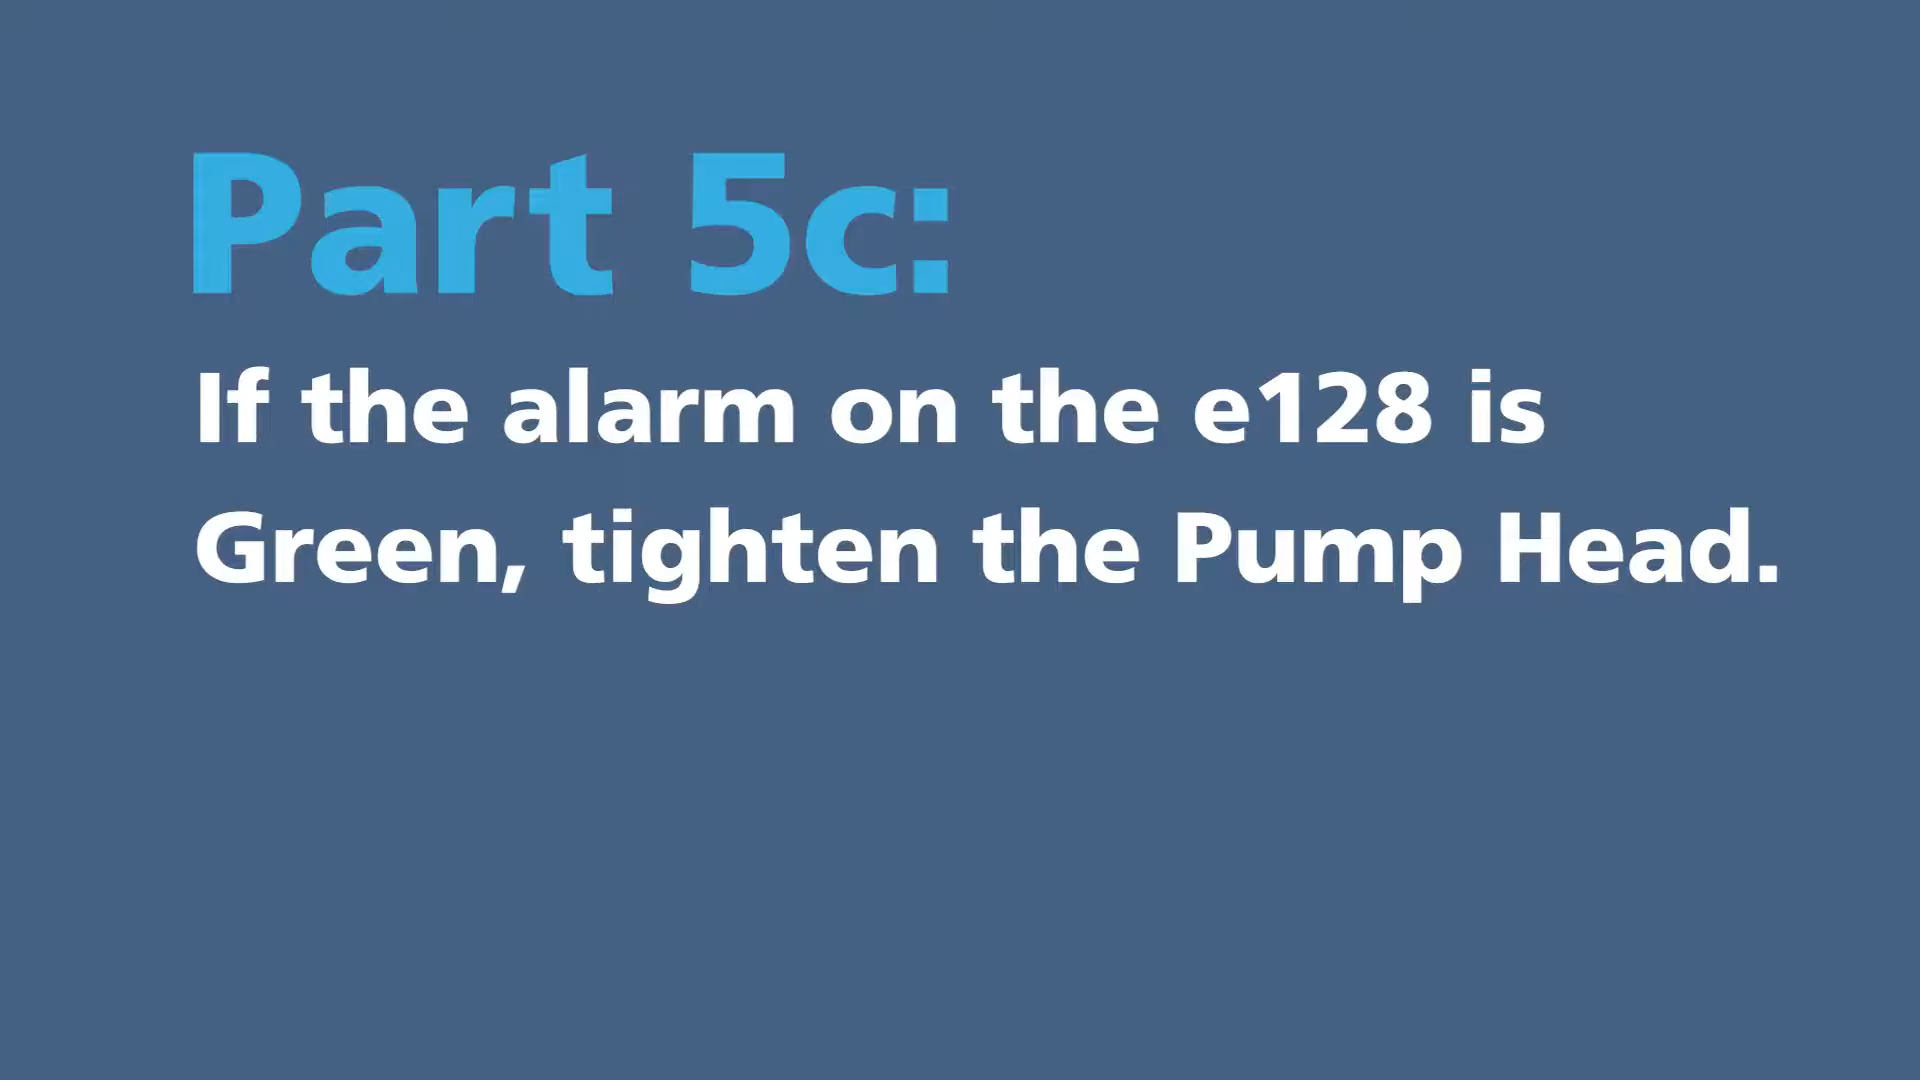 Part 5c:
If the alarm on the e128 is
Green, tighten the Pump Head.